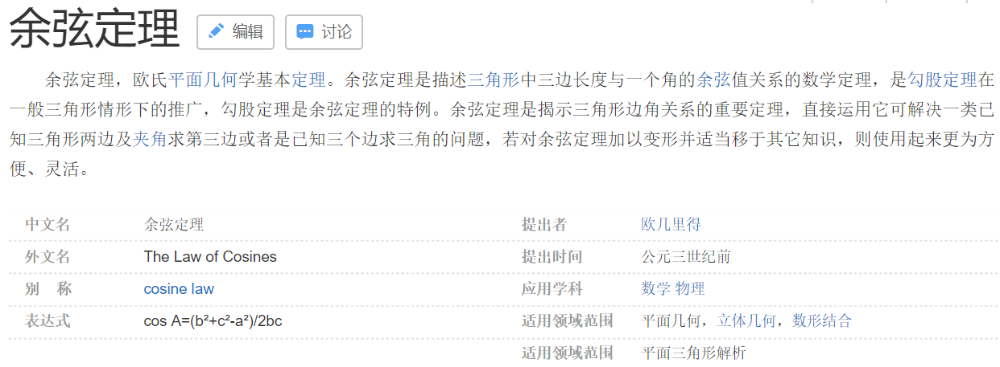 余弦定理 编辑 讨论
余弦定理，欧氏平面几何学基本定理。余弦定理是描述三角形中三边长度与一个角的余弦值关系的数学定理，是勾股定理在
一般三角形情形下的推广，勾股定理是余弦定理的特例。余弦定理是揭示三角形边角关系的重要定理，直接运用它可解决一类已
知三角形两边及夹角求第三边或者是已知三个边求三角的问题，若对余弦定理加以变形并适当移于其它知识，则使用起来更为方
便、灵活。
中文名 余弦定理 提出者 欧几里得
外文名 The Law of Cosines 提出时间 公元三世纪前
别 称 cosine law 应用学科 数学 物理
表达式 cos A=(b²+c²-a²)/2bc 适用领域范围 平面几何，立体几何，数形结合
适用领域范围 平面三角形解析